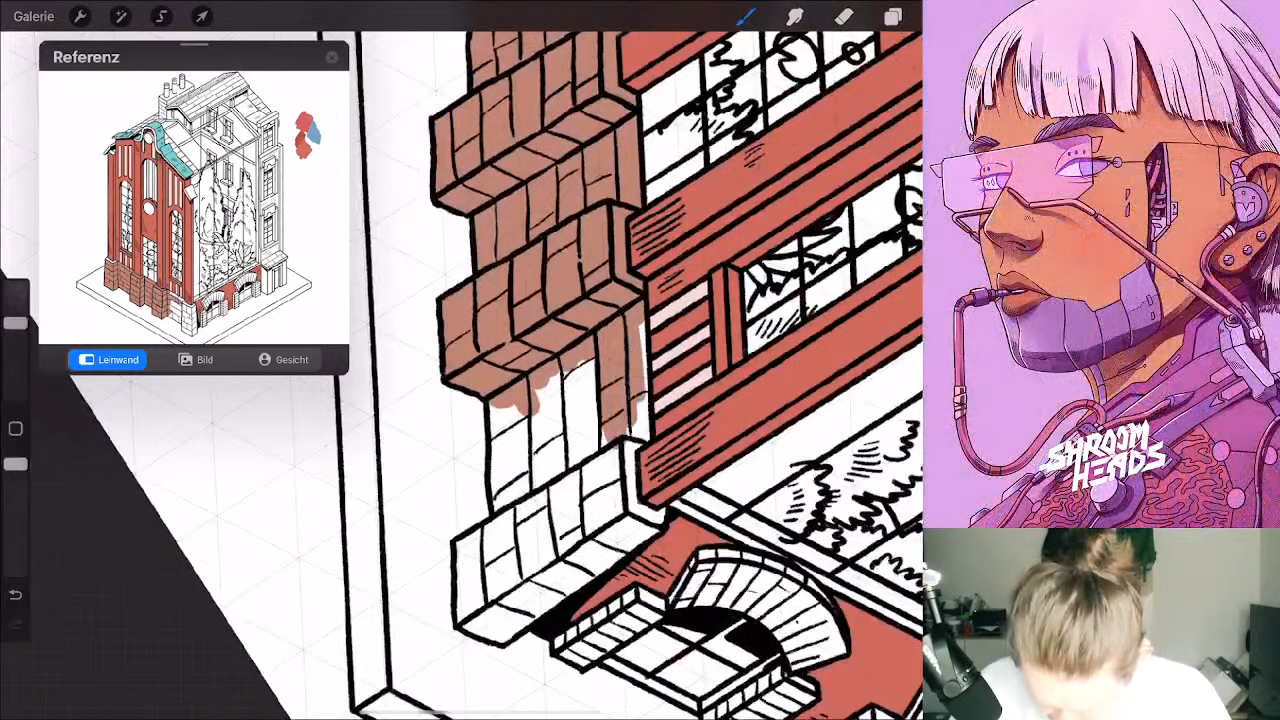 Galerie
Referenz
Leinwand
Bild
Gesicht
SHROOM
HEADS